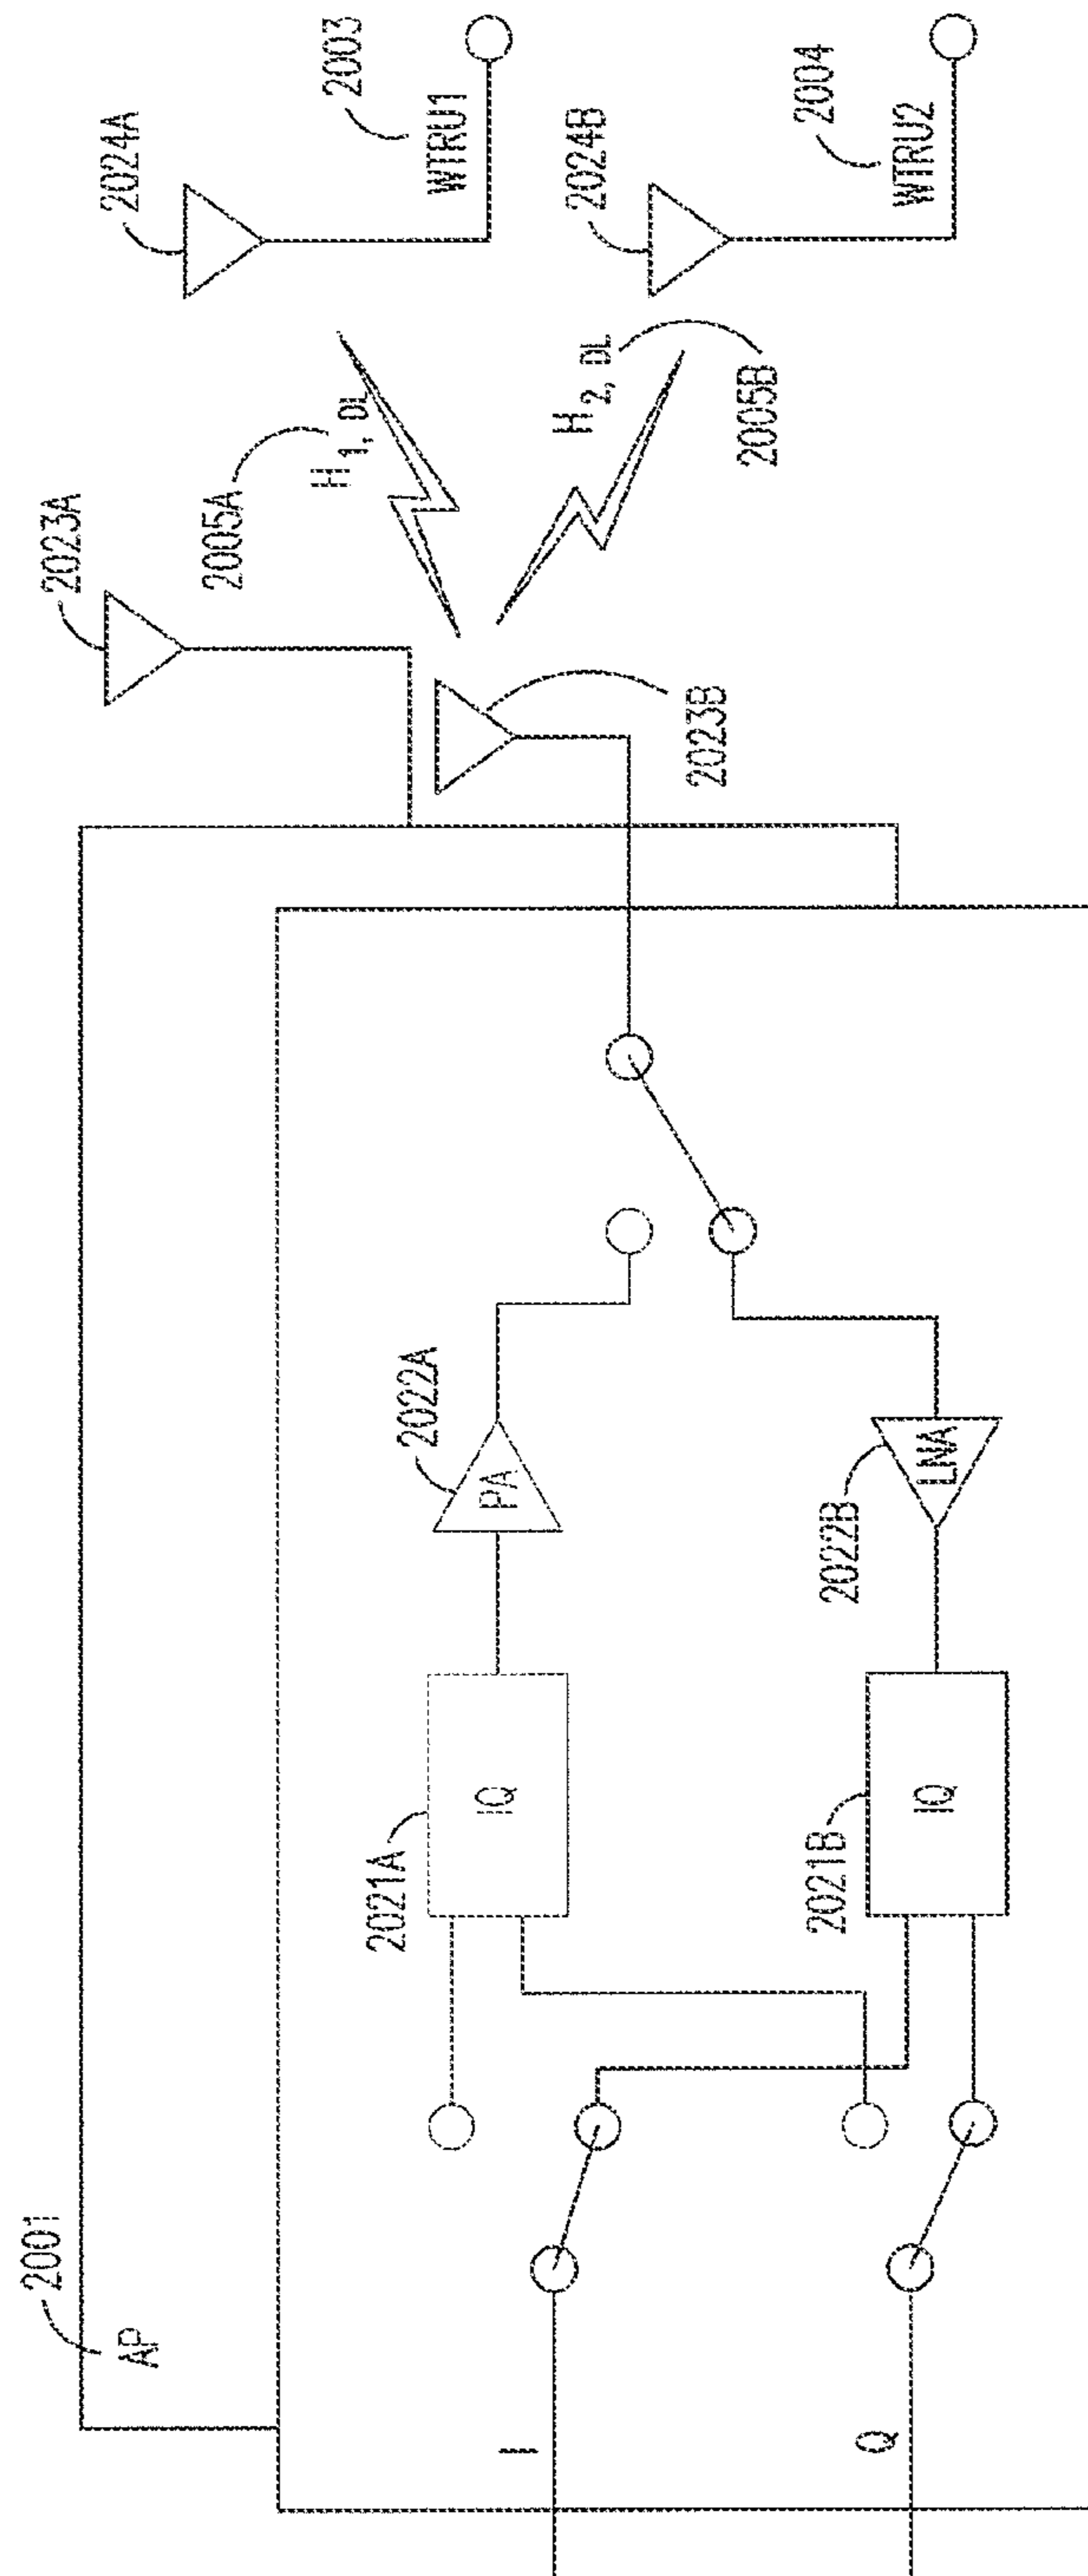 AP
2001
I
Q
2021A
IQ
2022A
PA
2021B
IQ
2022B
LNA
2023A
2023B
2005A
H1, DL
H2, DL
2005B
2024A
WTRU1
2003
2024B
WTRU2
2004